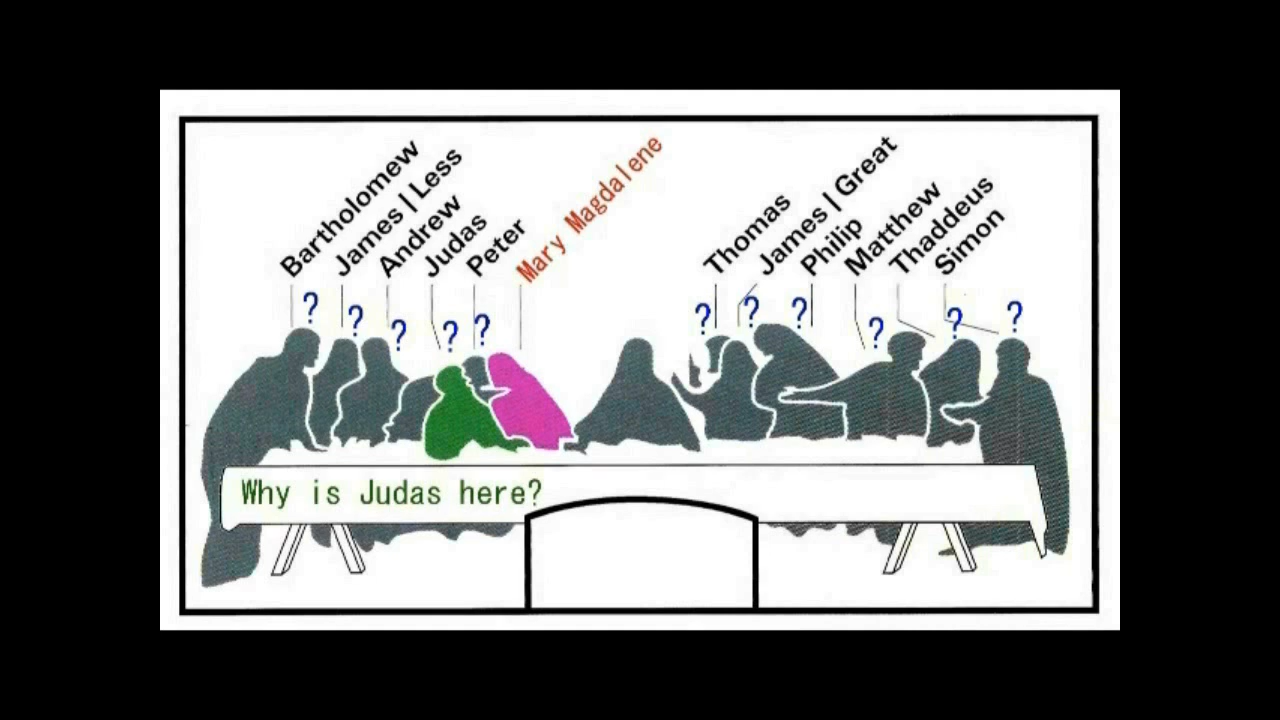 Bartholomew
James | Less
Andrew
Judas
Peter
Mary Magdalene
Thomas
James | Great
Philip
Matthew
Thaddeus
Simon
? ? ? ? ? ? ? ? ? ? ?
Why is Judas here?